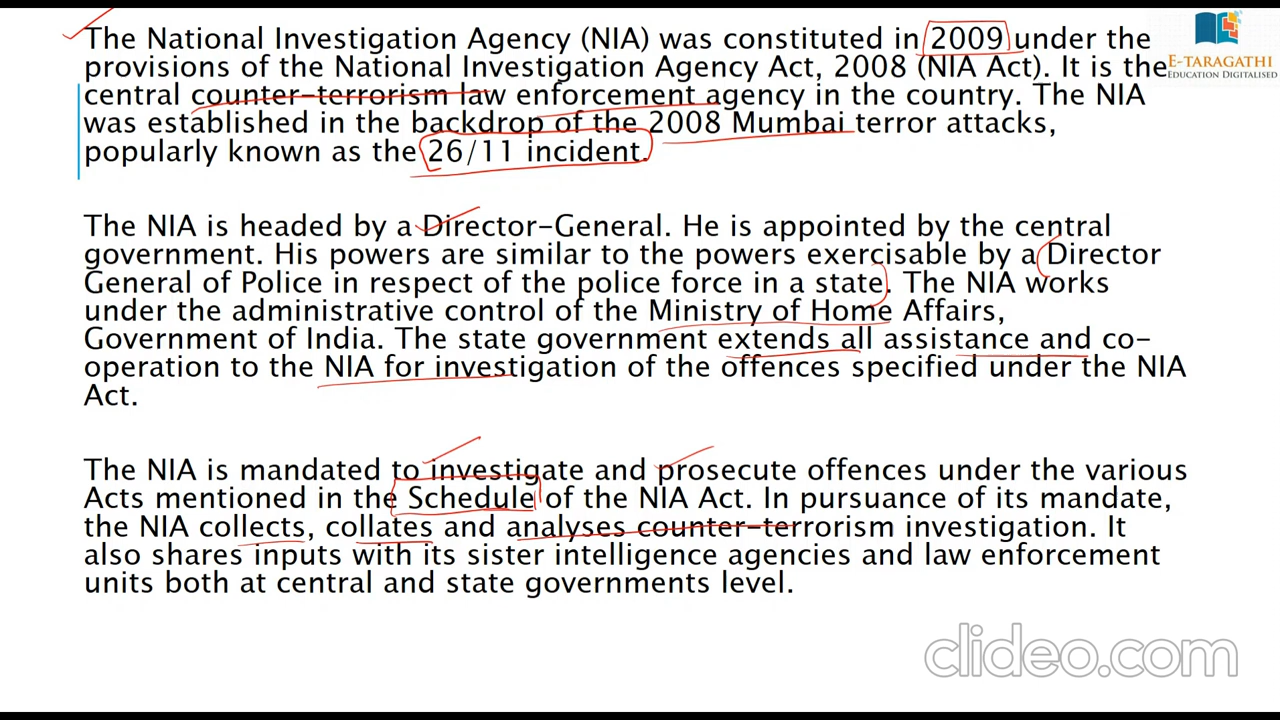 The National Investigation Agency (NIA) was constituted in 2009 under the
provisions of the National Investigation Agency Act, 2008 (NIA Act). It is the
central counter-terrorism law enforcement agency in the country. The NIA
was established in the backdrop of the 2008 Mumbai terror attacks,
popularly known as the 26/11 incident.
The NIA is headed by a Director-General. He is appointed by the central
government. His powers are similar to the powers exercisable by a Director
General of Police in respect of the police force in a state. The NIA works
under the administrative control of the Ministry of Home Affairs,
Government of India. The state government extends all assistance and co-
operation to the NIA for investigation of the offences specified under the NIA
Act.
The NIA is mandated to investigate and prosecute offences under the various
Acts mentioned in the Schedule of the NIA Act. In pursuance of its mandate,
the NIA collects, collates and analyses counter-terrorism investigation. It
also shares inputs with its sister intelligence agencies and law enforcement
units both at central and state governments level.
E-TARAGATHI
EDUCATION DIGITALISED
clideo.com